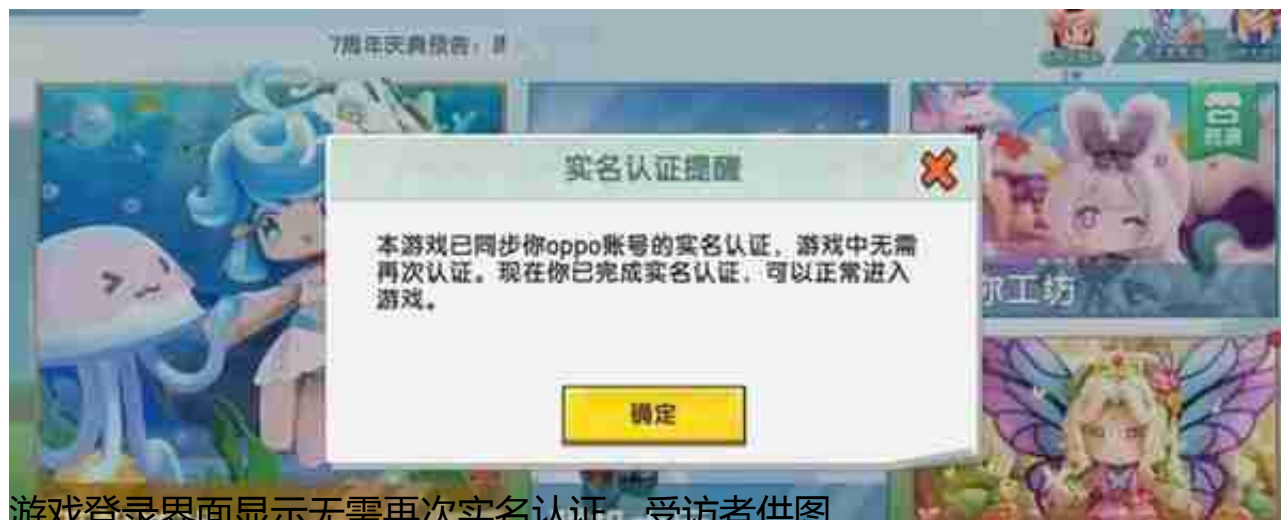 7周年庆典预告：
实名认证提醒
本游戏已同步你oppo账号的实名认证，游戏中无需
再次认证。现在你已完成实名认证，可以正常进入
游戏。
确定
游戏登录界面显示无需再次实名认证。受访者供图